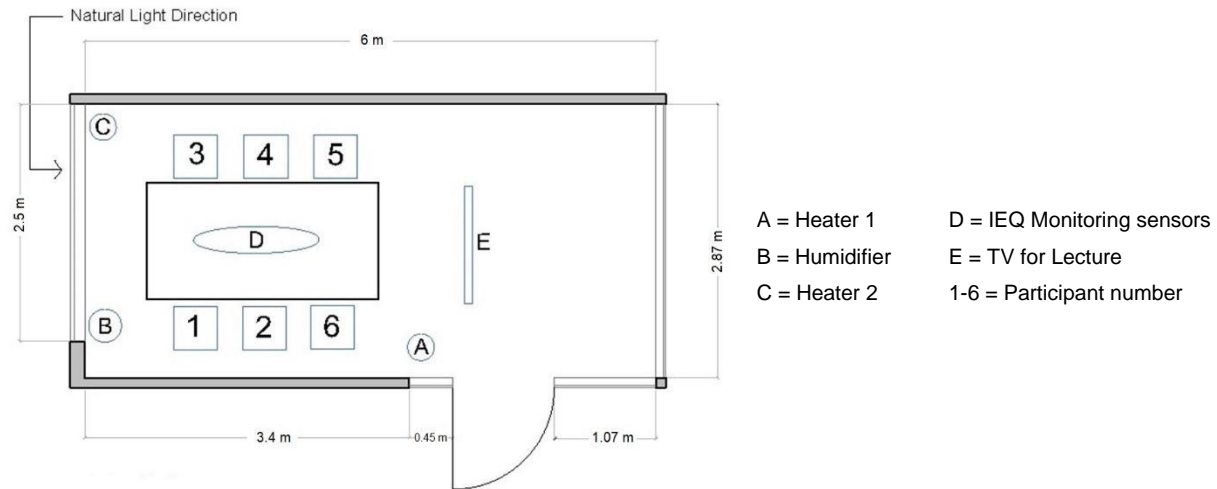 Natural Light Direction
6 m
C
3 4 5
2.5 m
D
E
2.87 m
B
1 2 6
A
3.4 m
0.45 m
1.07 m
A = Heater 1
B = Humidifier
C = Heater 2
D = IEQ Monitoring sensors
E = TV for Lecture
1-6 = Participant number